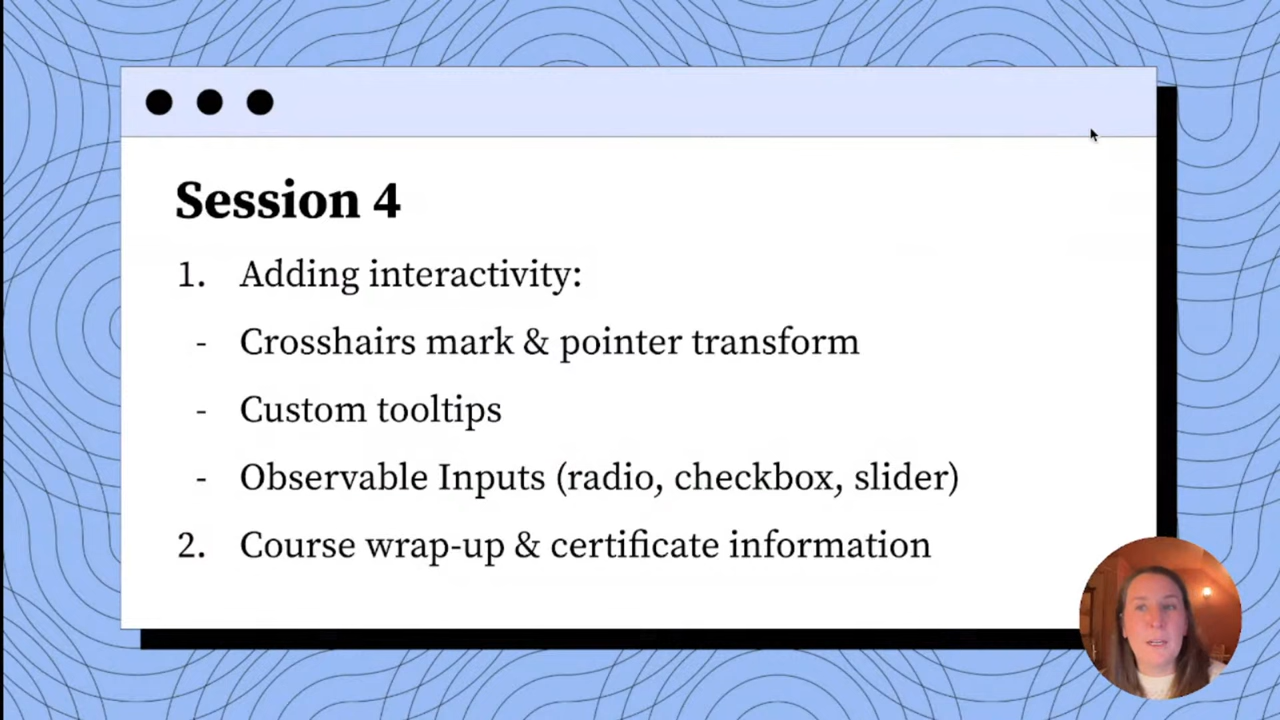 Session 4
1. Adding interactivity:
- Crosshairs mark & pointer transform
- Custom tooltips
- Observable Inputs (radio, checkbox, slider)
2. Course wrap-up & certificate information